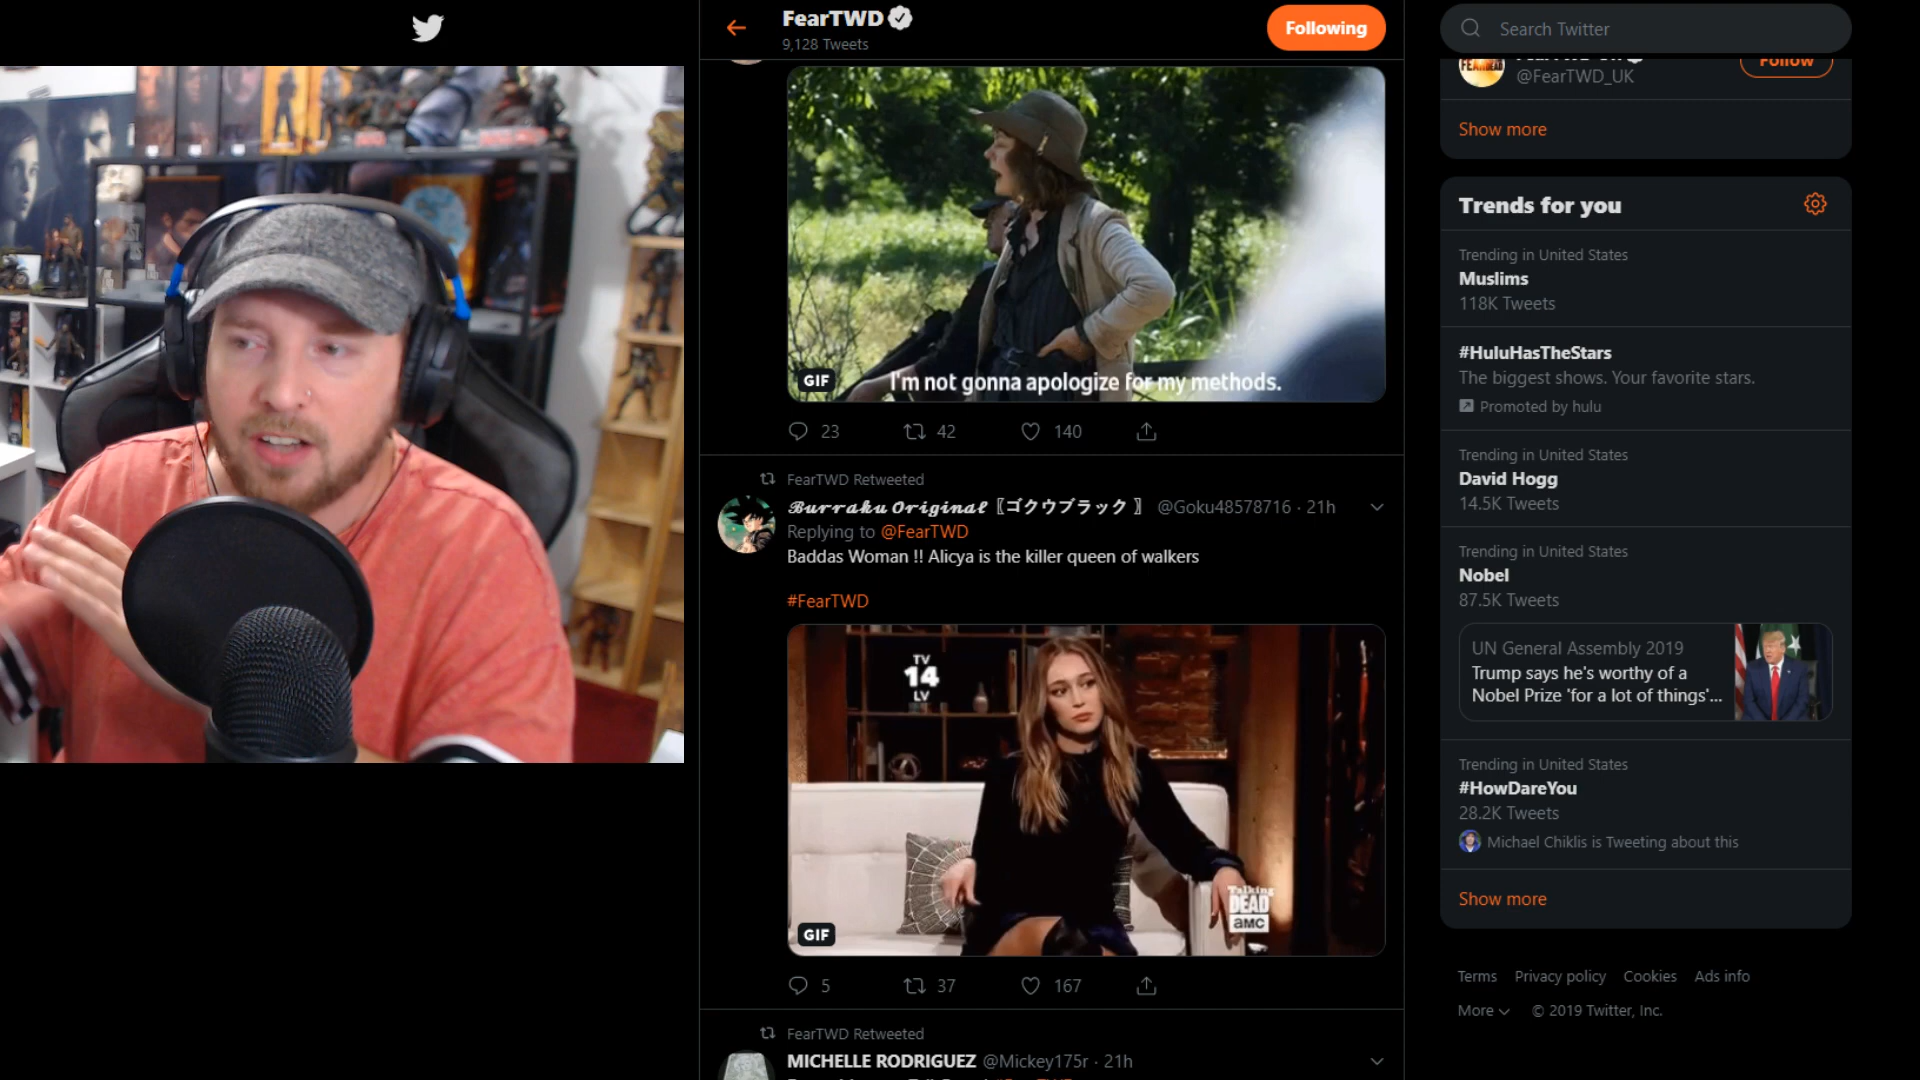 FearTWD
9,128 Tweets
Following
I'm not gonna apologize for my methods.
GIF
23 42 140
FearTWD Retweeted
𝓑𝓾𝓻𝓻𝓪𝓴𝓾 𝓞𝓻𝓲𝓰𝓲𝓷𝓪𝓵〖ゴクウブラック 〗 @Goku48578716 · 21h
Replying to @FearTWD
Baddas Woman !! Alicya is the killer queen of walkers
#FearTWD
TV
14
LV
Talking
DEAD
aMC
GIF
5 37 167
FearTWD Retweeted
MICHELLE RODRIGUEZ @Mickey175r · 21h
Search Twitter
@FearTWD_UK
Follow
Show more
Trends for you
Trending in United States
Muslims
118K Tweets
#HuluHasTheStars
The biggest shows. Your favorite stars.
Promoted by hulu
Trending in United States
David Hogg
14.5K Tweets
Trending in United States
Nobel
87.5K Tweets
UN General Assembly 2019
Trump says he's worthy of a
Nobel Prize 'for a lot of things'...
Trending in United States
#HowDareYou
28.2K Tweets
Michael Chiklis is Tweeting about this
Show more
Terms Privacy policy Cookies Ads info
More © 2019 Twitter, Inc.